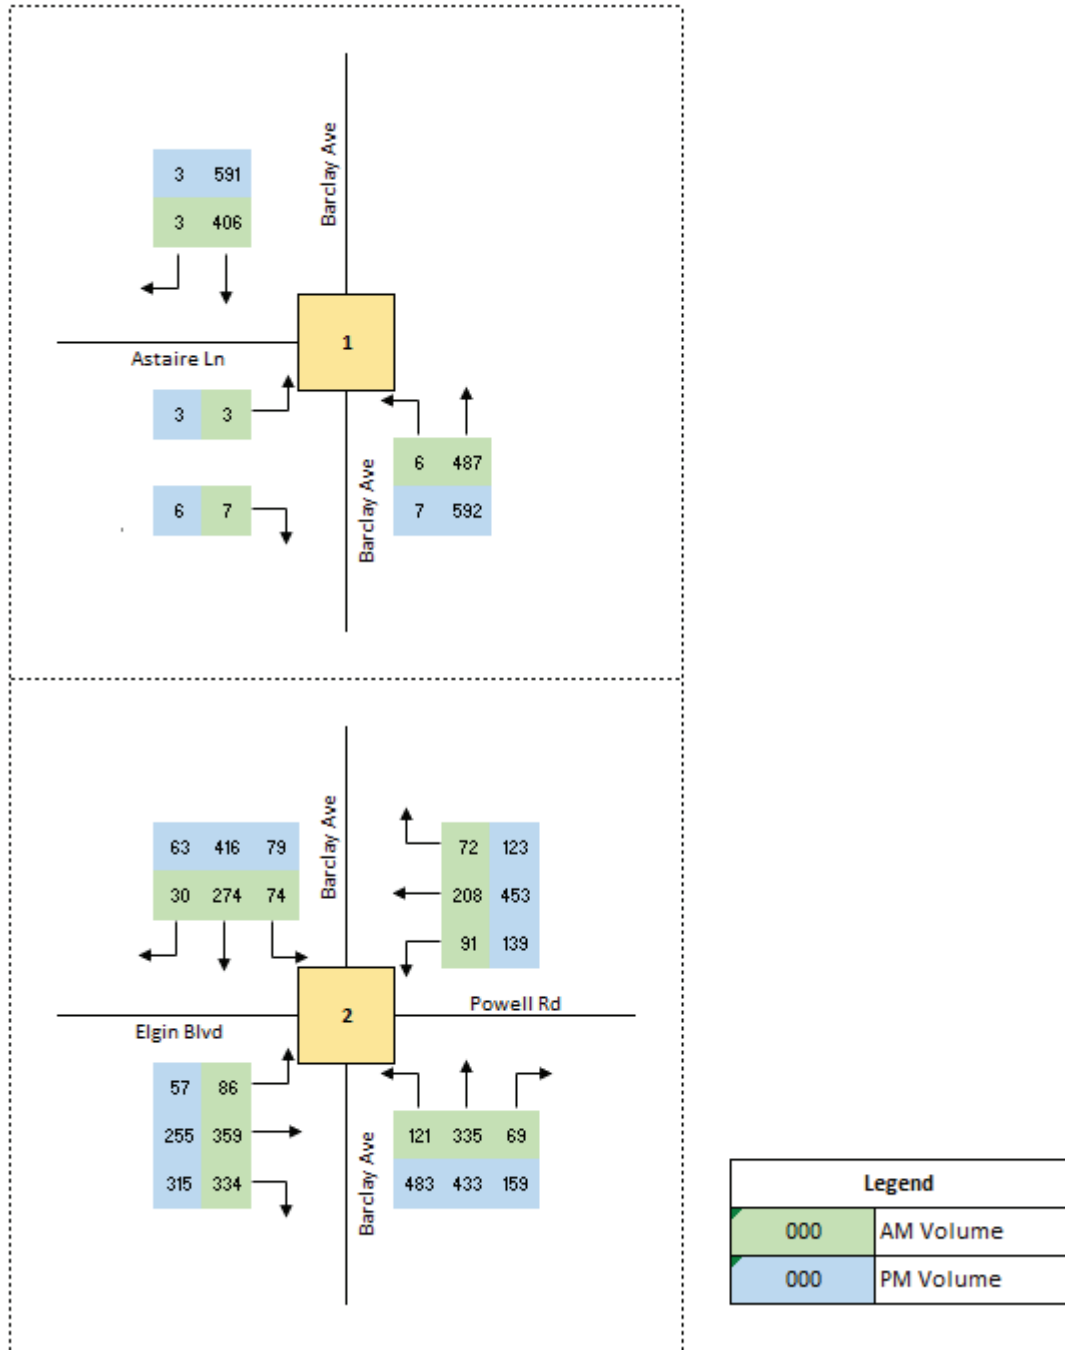 Barclay Ave
3 591
3 406
1
Astaire Ln
3 3
6 7
Barclay Ave
6 487
7 592
Barclay Ave
63 416 79
30 274 74
72 123
208 453
91 139
2
Powell Rd
Elgin Blvd
57 86
255 359
315 334
Barclay Ave
121 335 69
483 433 159
Legend
000 AM Volume
000 PM Volume